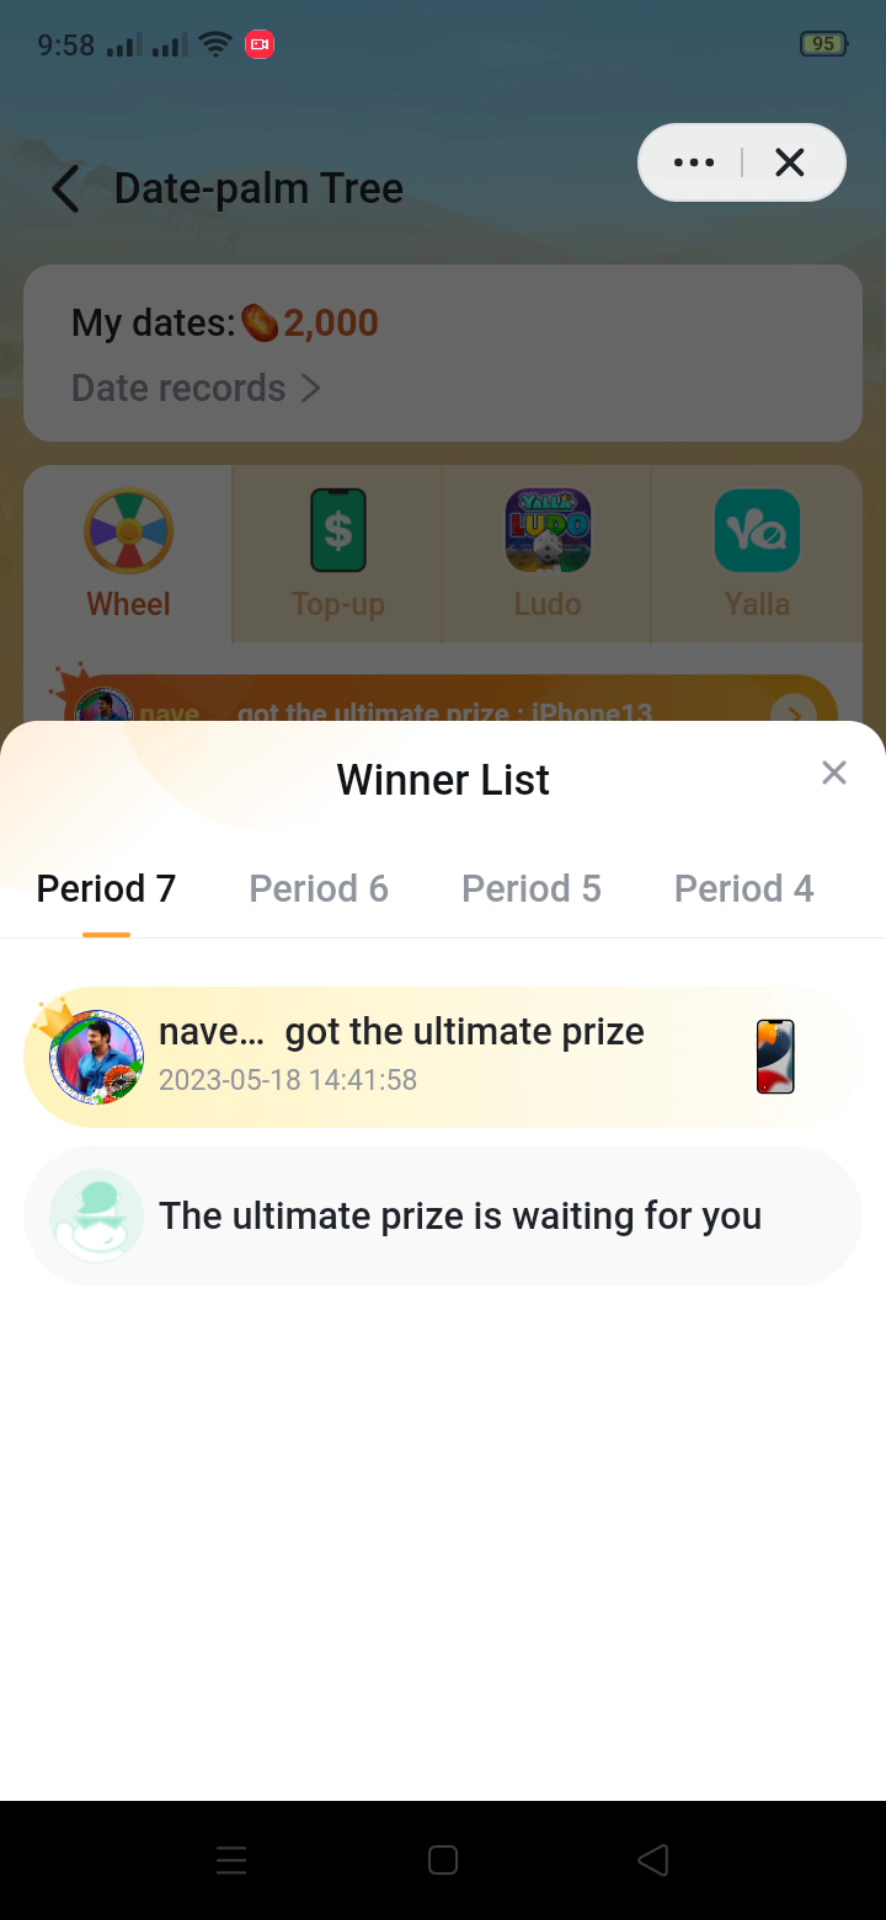 9:58
95
Date-palm Tree
My dates: 2,000
Date records
$
YALLA
LUDO
Wheel
Top-up
Ludo
Yalla
nave... got the ultimate prize : iPhone13
Winner List
Period 7
Period 6
Period 5
Period 4
nave... got the ultimate prize
2023-05-18 14:41:58
The ultimate prize is waiting for you